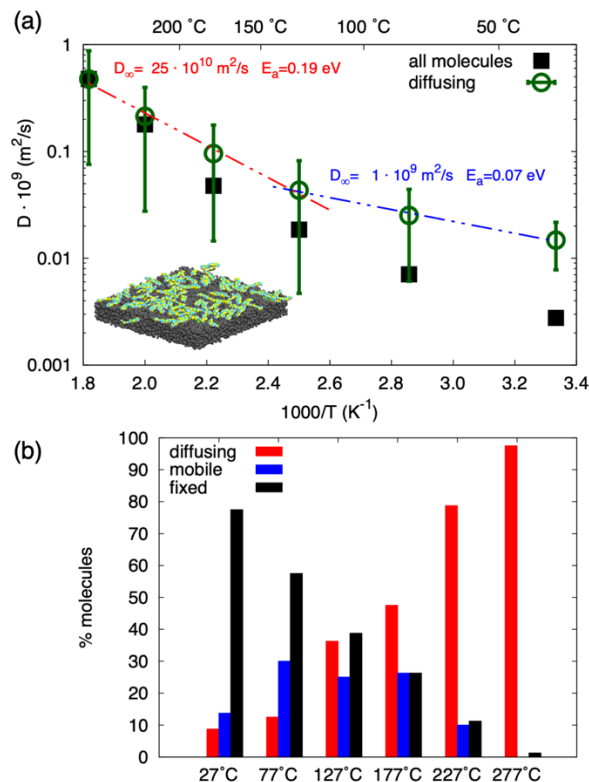 (a)
200 °C 150 °C 100 °C 50 °C
D∞= 25 · 10¹⁰ m²/s Eₐ=0.19 eV
all molecules
diffusing
D∞= 1 · 10⁹ m²/s Eₐ=0.07 eV
D · 10⁹ (m²/s)
1
0.1
0.01
0.001
1.8 2.0 2.2 2.4 2.6 2.8 3.0 3.2 3.4
1000/T (K⁻¹)
(b)
diffusing
mobile
fixed
% molecules
100
90
80
70
60
50
40
30
20
10
0
27°C 77°C 127°C 177°C 227°C 277°C